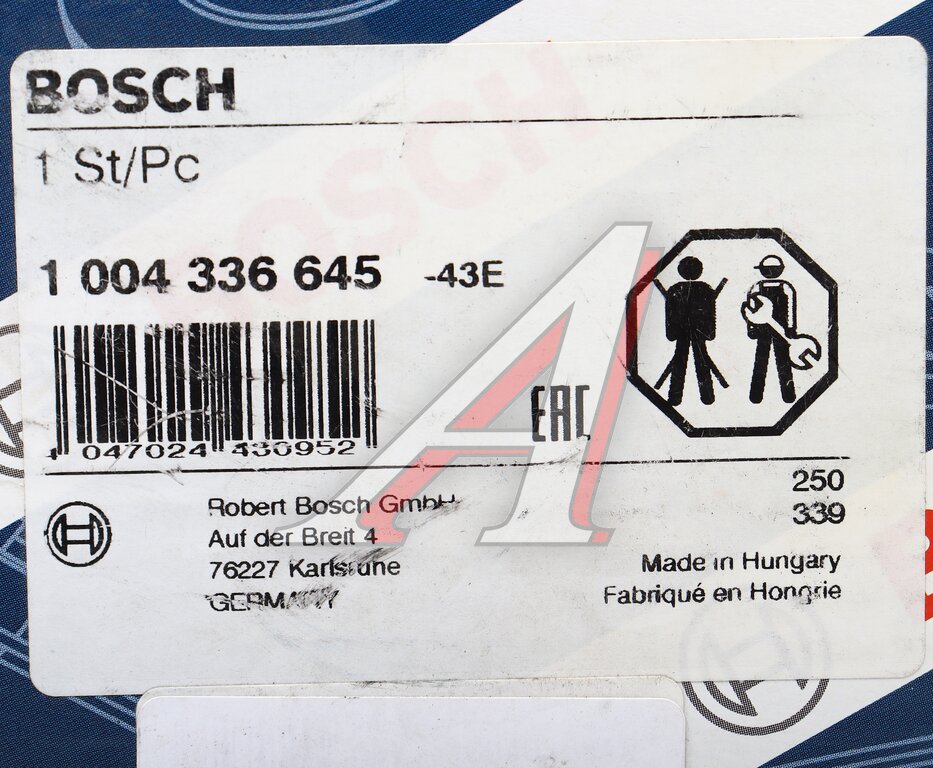 BOSCH
1 St/Pc
1 004 336 645 -43E
4 047024 430952
EAC
Robert Bosch GmbH
Auf der Breit 4
76227 Karlsruhe
GERMANY
250
339
Made in Hungary
Fabriqué en Hongrie